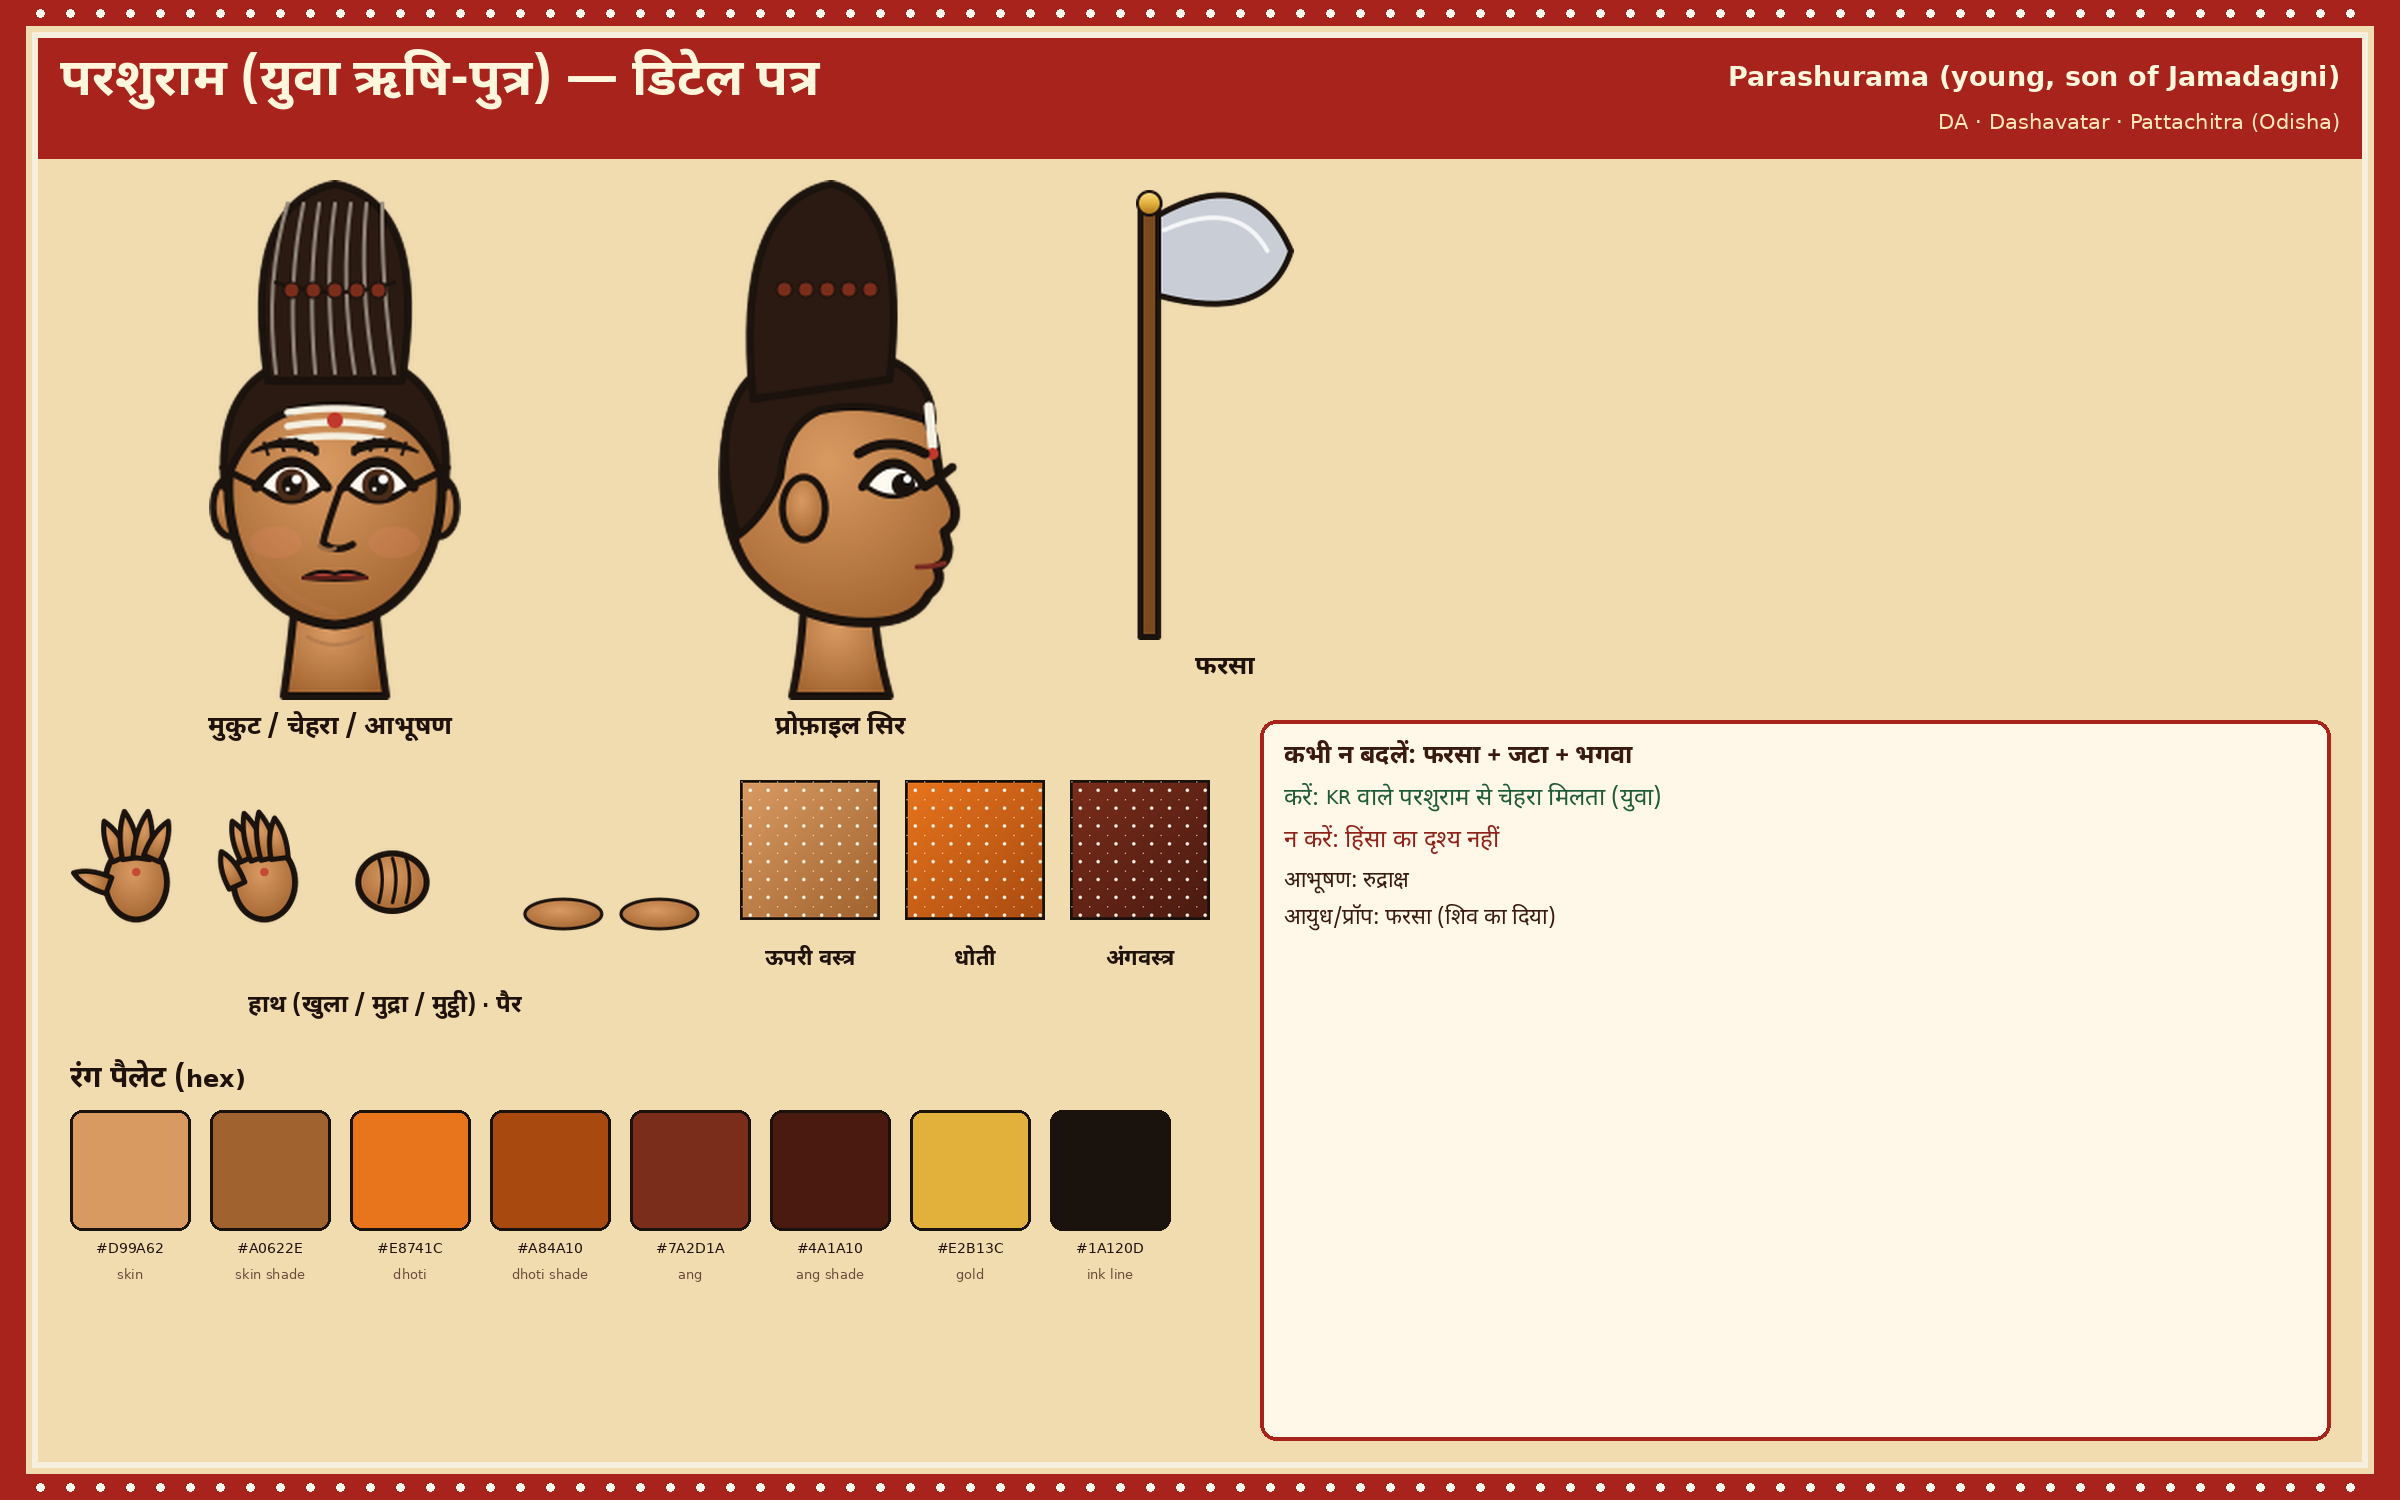 परशुराम (युवा ऋषि-पुत्र) — डिटेल पत्र
Parashurama (young, son of Jamadagni)
DA · Dashavatar · Pattachitra (Odisha)
फरसा
मुकुट / चेहरा / आभूषण
प्रोफ़ाइल सिर
कभी न बदलें: फरसा + जटा + भगवा
करें: KR वाले परशुराम से चेहरा मिलता (युवा)
न करें: हिंसा का दृश्य नहीं
आभूषण: रुद्राक्ष
आयुध/प्रॉप: फरसा (शिव का दिया)
ऊपरी वस्त्र
धोती
अंगवस्त्र
हाथ (खुला / मुद्रा / मुट्ठी) · पैर
रंग पैलेट (hex)
#D99A62
#A0622E
#E8741C
#A84A10
#7A2D1A
#4A1A10
#E2B13C
#1A120D
skin
skin shade
dhoti
dhoti shade
ang
ang shade
gold
ink line